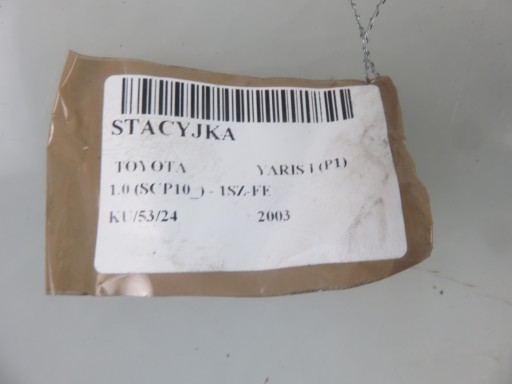 STACYJKA
TOYOTA YARIS I (P1)
1.0 (SCP10_) - 1SZ-FE
KU/53/24 2003